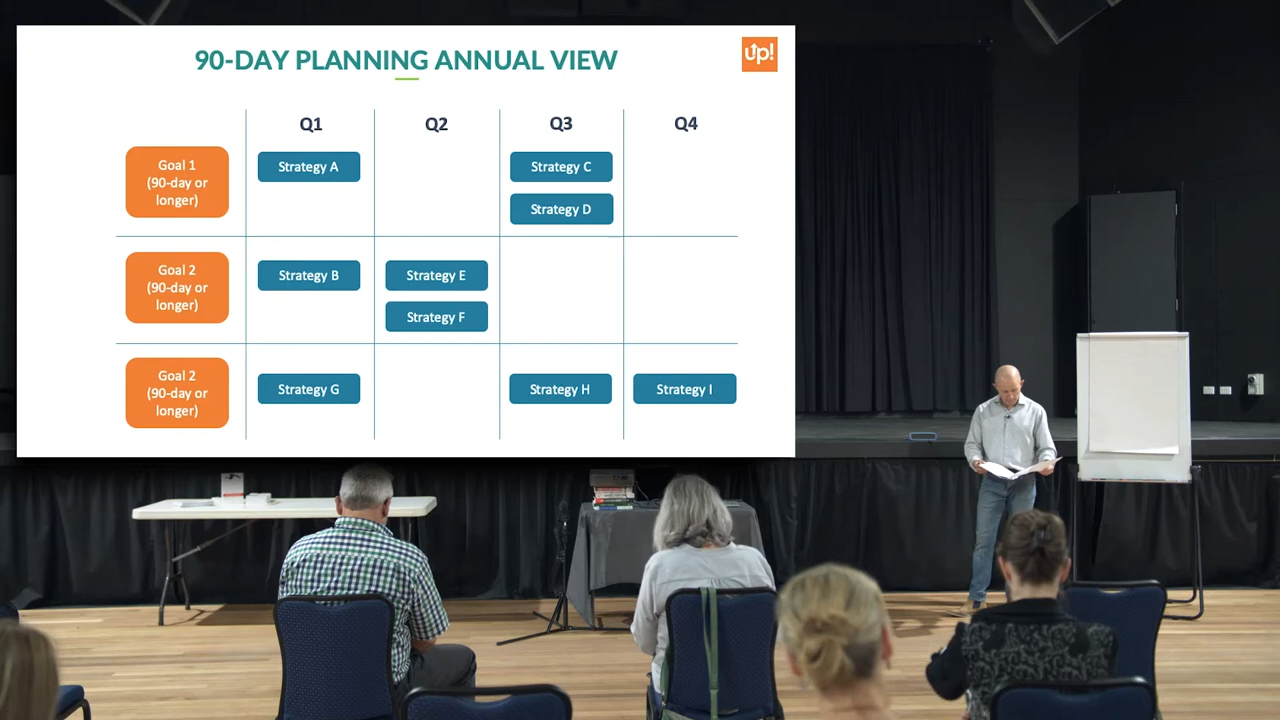 90-DAY PLANNING ANNUAL VIEW
up!
Q1 Q2 Q3 Q4
Goal 1
(90-day or
longer)
Strategy A
Strategy C
Strategy D
Goal 2
(90-day or
longer)
Strategy B
Strategy E
Strategy F
Goal 2
(90-day or
longer)
Strategy G
Strategy H
Strategy I